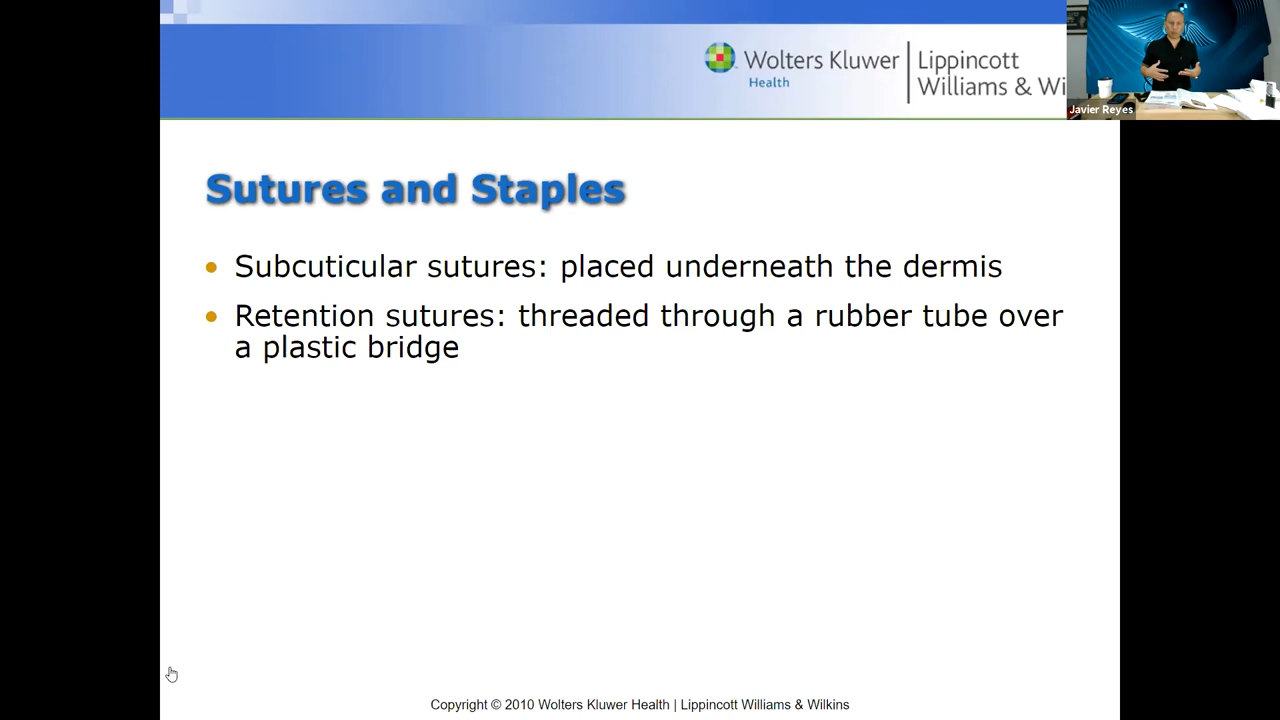 Wolters Kluwer
Health
Lippincott
Williams & Wi
Javier Reyes
Sutures and Staples
• Subcuticular sutures: placed underneath the dermis
• Retention sutures: threaded through a rubber tube over
a plastic bridge
Copyright © 2010 Wolters Kluwer Health | Lippincott Williams & Wilkins